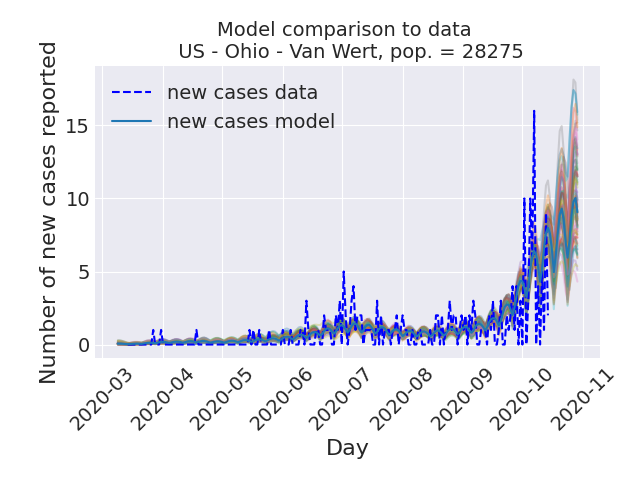 Model comparison to data
US - Ohio - Van Wert, pop. = 28275
new cases data
new cases model
Number of new cases reported
15
10
5
0
2020-03
2020-04
2020-05
2020-06
2020-07
2020-08
2020-09
2020-10
2020-11
Day